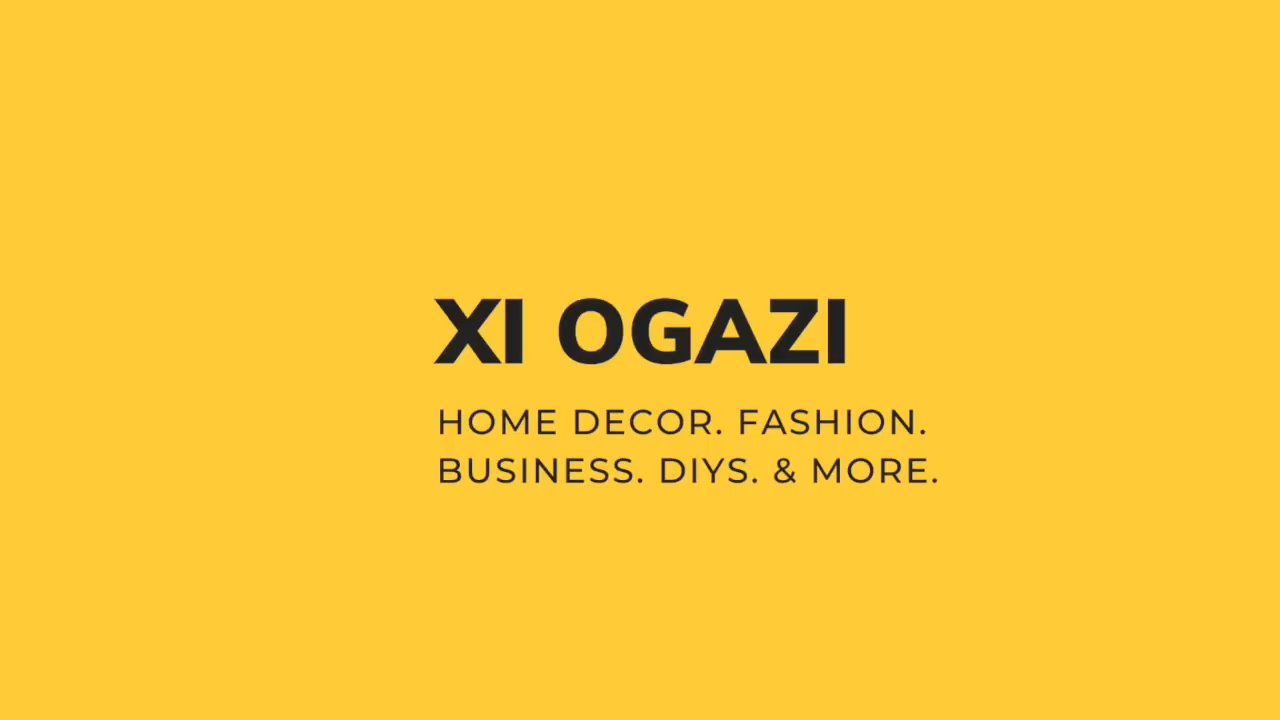 XI OGAZI
HOME DECOR. FASHION.
BUSINESS. DIYS. & MORE.